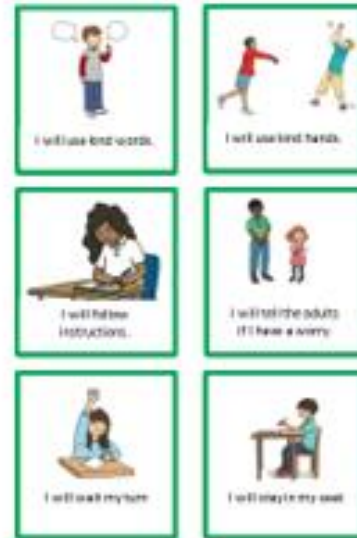 I will use kind words.
I will use kind hands.
I will follow
instructions.
I will tell the adults
if I have a worry
I will wait my turn
I will stay in my seat